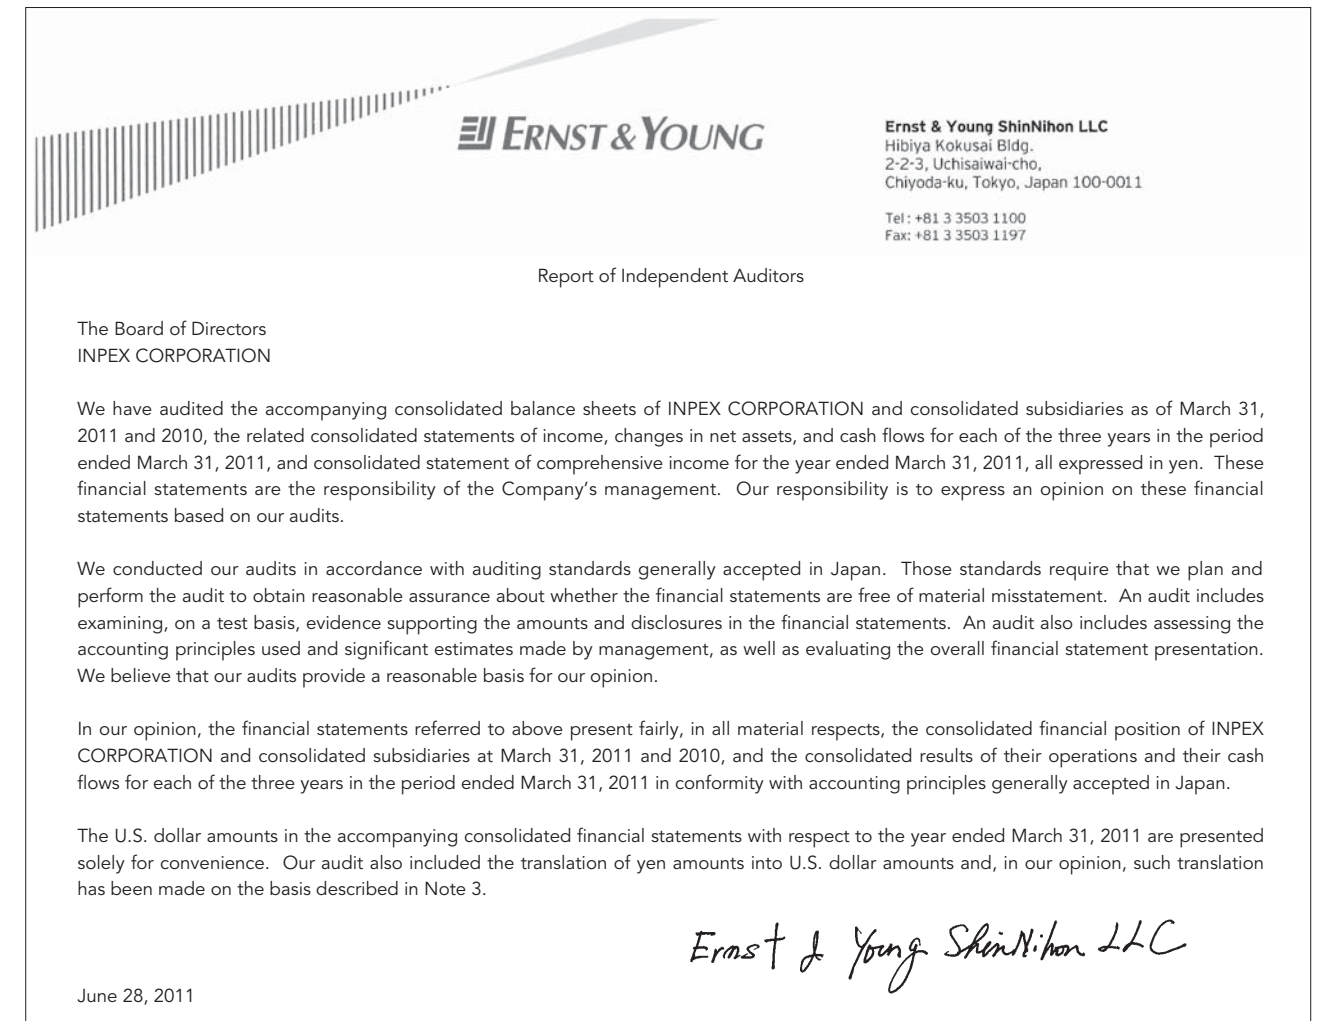 ERNST & YOUNG
Ernst & Young ShinNihon LLC
Hibiya Kokusai Bldg.
2-2-3, Uchisaiwai-cho,
Chiyoda-ku, Tokyo, Japan 100-0011
Tel: +81 3 3503 1100
Fax: +81 3 3503 1197
Report of Independent Auditors
The Board of Directors
INPEX CORPORATION
We have audited the accompanying consolidated balance sheets of INPEX CORPORATION and consolidated subsidiaries as of March 31,
2011 and 2010, the related consolidated statements of income, changes in net assets, and cash flows for each of the three years in the period
ended March 31, 2011, and consolidated statement of comprehensive income for the year ended March 31, 2011, all expressed in yen.  These
financial statements are the responsibility of the Company's management.  Our responsibility is to express an opinion on these financial
statements based on our audits.
We conducted our audits in accordance with auditing standards generally accepted in Japan.  Those standards require that we plan and
perform the audit to obtain reasonable assurance about whether the financial statements are free of material misstatement.  An audit includes
examining, on a test basis, evidence supporting the amounts and disclosures in the financial statements.  An audit also includes assessing the
accounting principles used and significant estimates made by management, as well as evaluating the overall financial statement presentation.
We believe that our audits provide a reasonable basis for our opinion.
In our opinion, the financial statements referred to above present fairly, in all material respects, the consolidated financial position of INPEX
CORPORATION and consolidated subsidiaries at March 31, 2011 and 2010, and the consolidated results of their operations and their cash
flows for each of the three years in the period ended March 31, 2011 in conformity with accounting principles generally accepted in Japan.
The U.S. dollar amounts in the accompanying consolidated financial statements with respect to the year ended March 31, 2011 are presented
solely for convenience.  Our audit also included the translation of yen amounts into U.S. dollar amounts and, in our opinion, such translation
has been made on the basis described in Note 3.
Ernst & Young ShinNihon LLC
June 28, 2011